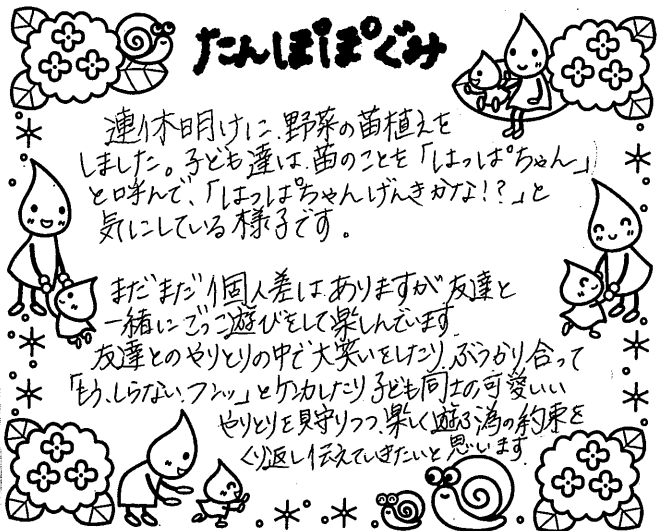 たんぽぽぐみ
連休明けに、野菜の苗植えを
しました。子ども達は、苗のことを「はっぱちゃん」
と呼んで、「はっぱちゃんげんきかな!?」と
気にしている様子です。
まだまだ個人差はありますが友達と
一緒にごっこ遊びをして楽しんでいます。
友達とのやりとりの中で大笑いをしたり、ぶつかり合って
「もう、しらない、フンッ」とケンカしたり子ども同士の可愛いい
やりとりを見守りつつ、楽しく遊ぶ為の約束を
くり返し伝えていきたいと思います。